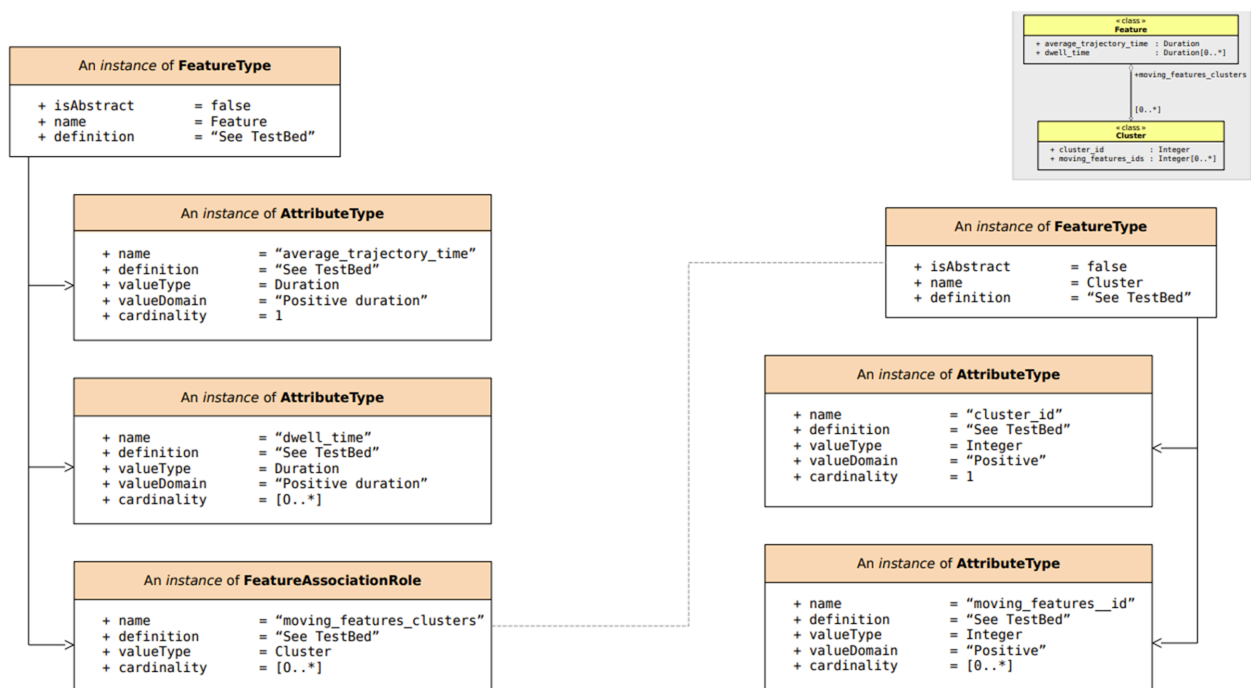 « class »
Feature
+ average_trajectory_time : Duration
+ dwell_time : Duration[0..*]
+moving_features_clusters
[0..*]
« class »
Cluster
+ cluster_id : Integer
+ moving_features_ids : Integer[0..*]
An instance of FeatureType
+ isAbstract = false
+ name = Feature
+ definition = “See TestBed”
An instance of AttributeType
+ name = “average_trajectory_time”
+ definition = “See TestBed”
+ valueType = Duration
+ valueDomain = “Positive duration”
+ cardinality = 1
An instance of AttributeType
+ name = “dwell_time”
+ definition = “See TestBed”
+ valueType = Duration
+ valueDomain = “Positive duration”
+ cardinality = [0..*]
An instance of FeatureAssociationRole
+ name = “moving_features_clusters”
+ definition = “See TestBed”
+ valueType = Cluster
+ cardinality = [0..*]
An instance of FeatureType
+ isAbstract = false
+ name = Cluster
+ definition = “See TestBed”
An instance of AttributeType
+ name = “cluster_id”
+ definition = “See TestBed”
+ valueType = Integer
+ valueDomain = “Positive”
+ cardinality = 1
An instance of AttributeType
+ name = “moving_features__id”
+ definition = “See TestBed”
+ valueType = Integer
+ valueDomain = “Positive”
+ cardinality = [0..*]